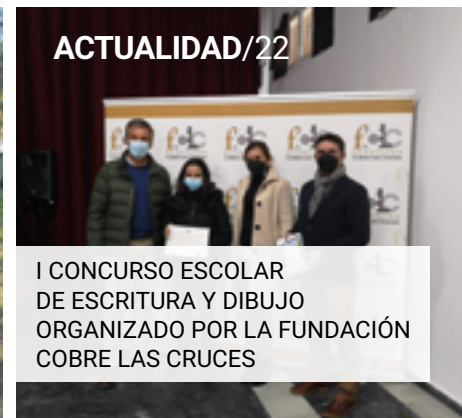 ACTUALIDAD/22
I CONCURSO ESCOLAR
DE ESCRITURA Y DIBUJO
ORGANIZADO POR LA FUNDACIÓN
COBRE LAS CRUCES